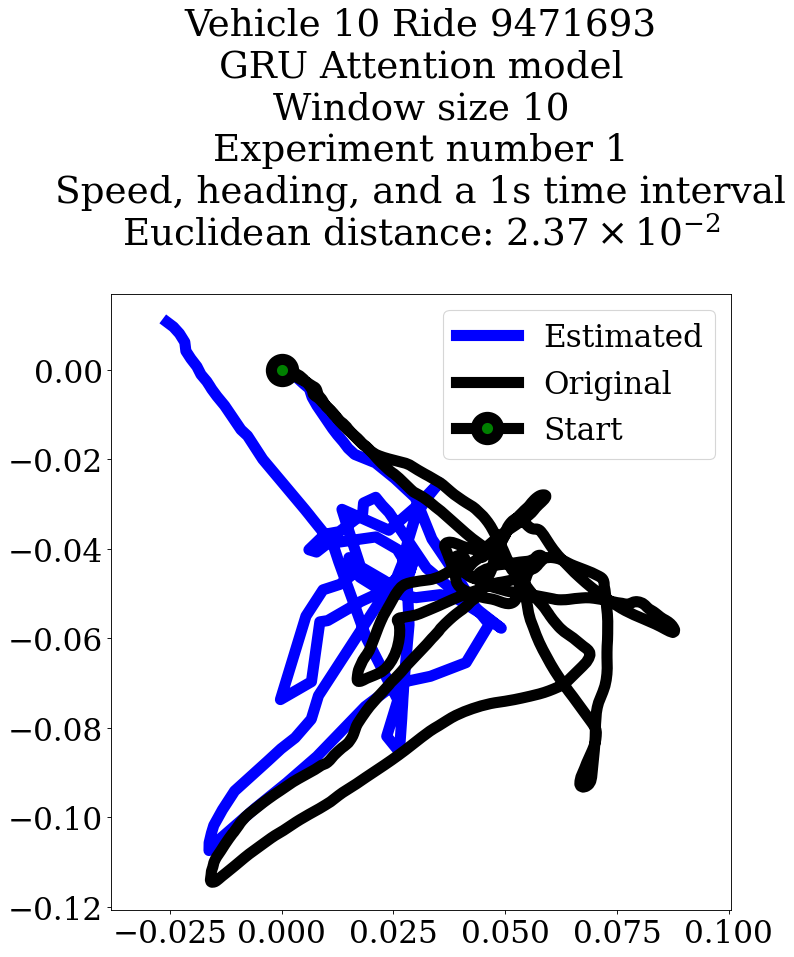 Vehicle 10 Ride 9471693
GRU Attention model
Window size 10
Experiment number 1
Speed, heading, and a 1s time interval
Euclidean distance: 2.37 × 10⁻²
Estimated
Original
Start
0.00
−0.02
−0.04
−0.06
−0.08
−0.10
−0.12
−0.025 0.000 0.025 0.050 0.075 0.100